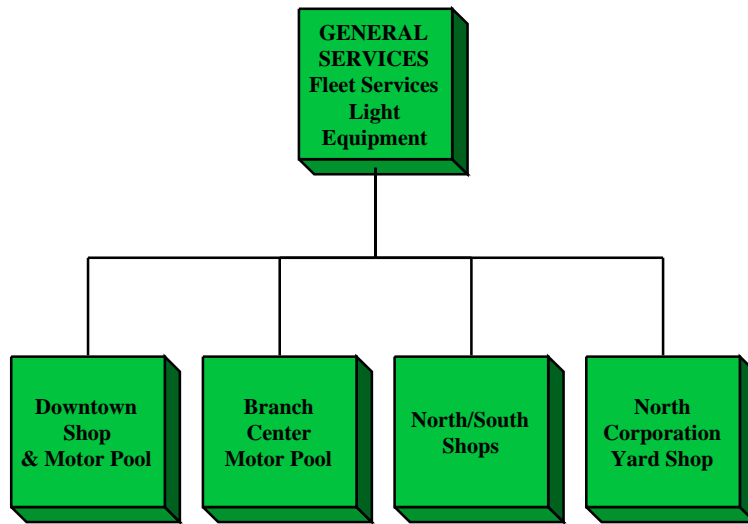 GENERAL
SERVICES
Fleet Services
Light
Equipment
Downtown
Shop
& Motor Pool
Branch
Center
Motor Pool
North/South
Shops
North
Corporation
Yard Shop